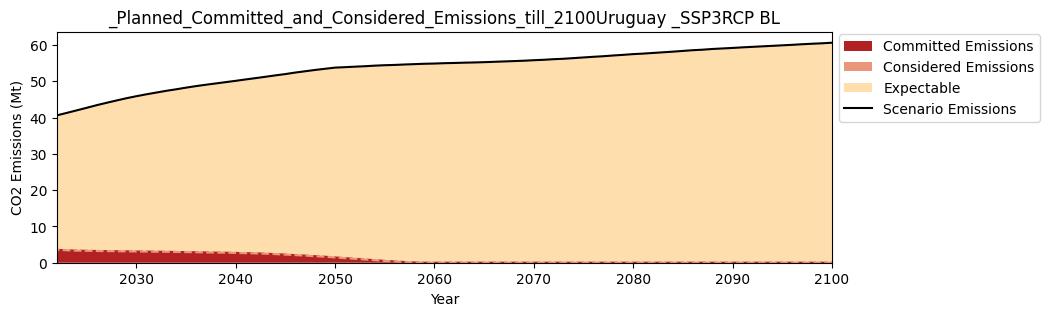 _Planned_Committed_and_Considered_Emissions_till_2100Uruguay _SSP3RCP BL
Committed Emissions
Considered Emissions
Expectable
Scenario Emissions
CO2 Emissions (Mt)
60
50
40
30
20
10
0
2030 2040 2050 2060 2070 2080 2090 2100
Year